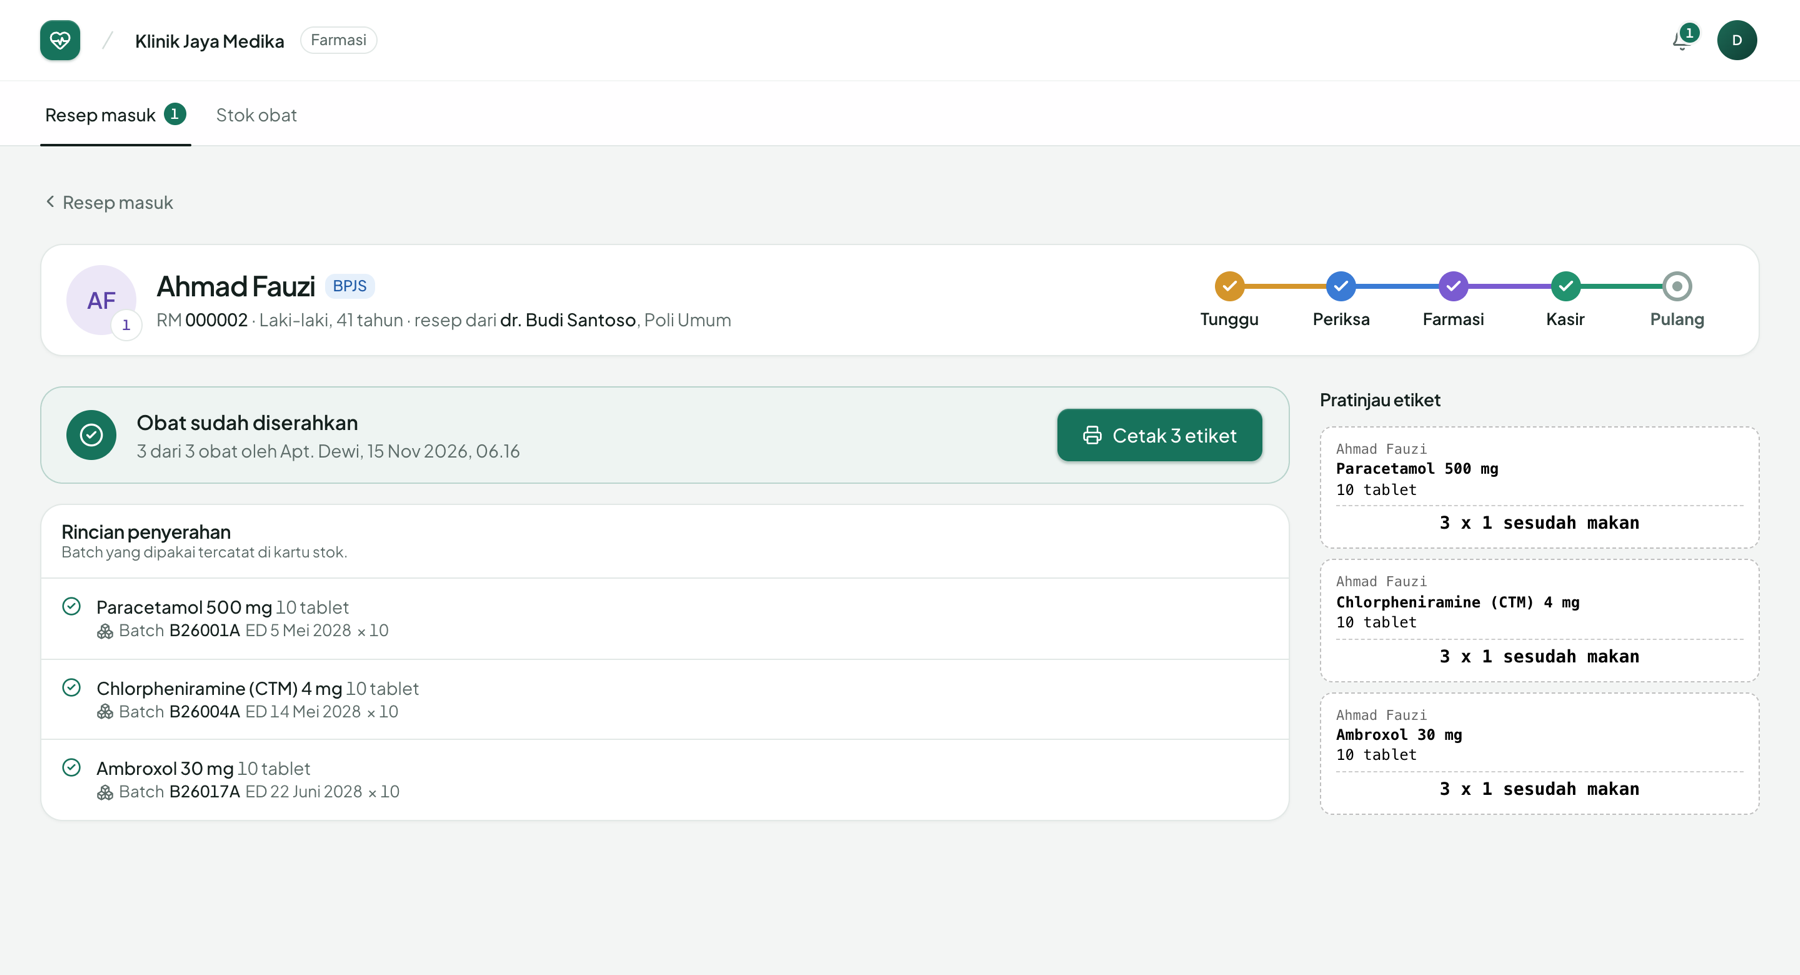 / Klinik Jaya Medika Farmasi 1 D
Resep masuk 1 Stok obat
Resep masuk
AF 1
Ahmad Fauzi BPJS
RM 000002 · Laki-laki, 41 tahun · resep dari dr. Budi Santoso, Poli Umum
Tunggu Periksa Farmasi Kasir Pulang
Obat sudah diserahkan
3 dari 3 obat oleh Apt. Dewi, 15 Nov 2026, 06.16
Cetak 3 etiket
Rincian penyerahan
Batch yang dipakai tercatat di kartu stok.
Paracetamol 500 mg 10 tablet
Batch B26001A ED 5 Mei 2028 × 10
Chlorpheniramine (CTM) 4 mg 10 tablet
Batch B26004A ED 14 Mei 2028 × 10
Ambroxol 30 mg 10 tablet
Batch B26017A ED 22 Juni 2028 × 10
Pratinjau etiket
Ahmad Fauzi
Paracetamol 500 mg
10 tablet
3 x 1 sesudah makan
Ahmad Fauzi
Chlorpheniramine (CTM) 4 mg
10 tablet
3 x 1 sesudah makan
Ahmad Fauzi
Ambroxol 30 mg
10 tablet
3 x 1 sesudah makan